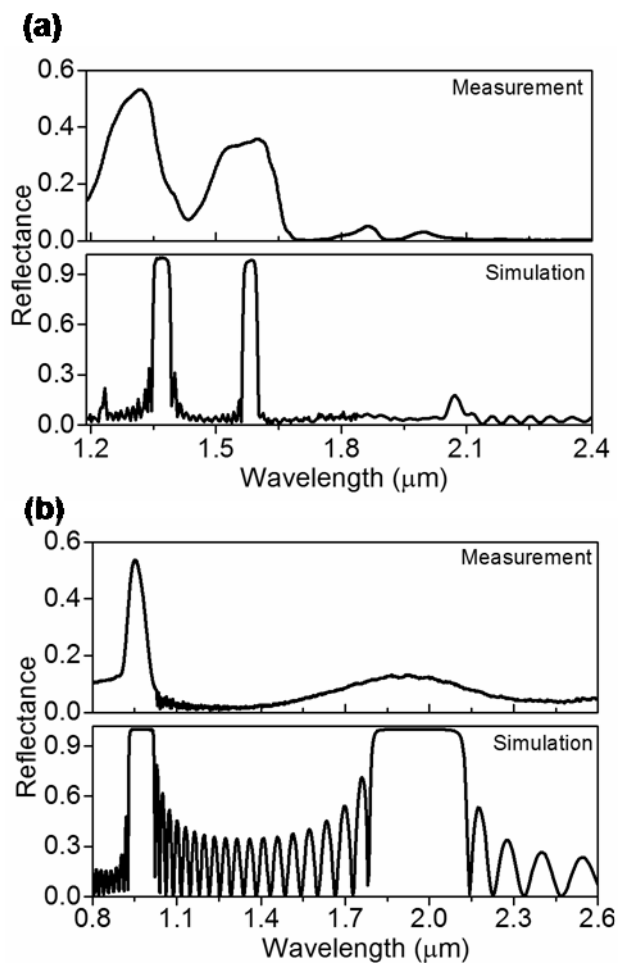 (a)
0.6
Measurement
0.4
0.2
0.0
0.9
Simulation
0.6
0.3
0.0
Reflectance
1.2 1.5 1.8 2.1 2.4
Wavelength (μm)
(b)
0.6
Measurement
0.4
0.2
0.0
0.9
Simulation
0.6
0.3
0.0
Reflectance
0.8 1.1 1.4 1.7 2.0 2.3 2.6
Wavelength (μm)